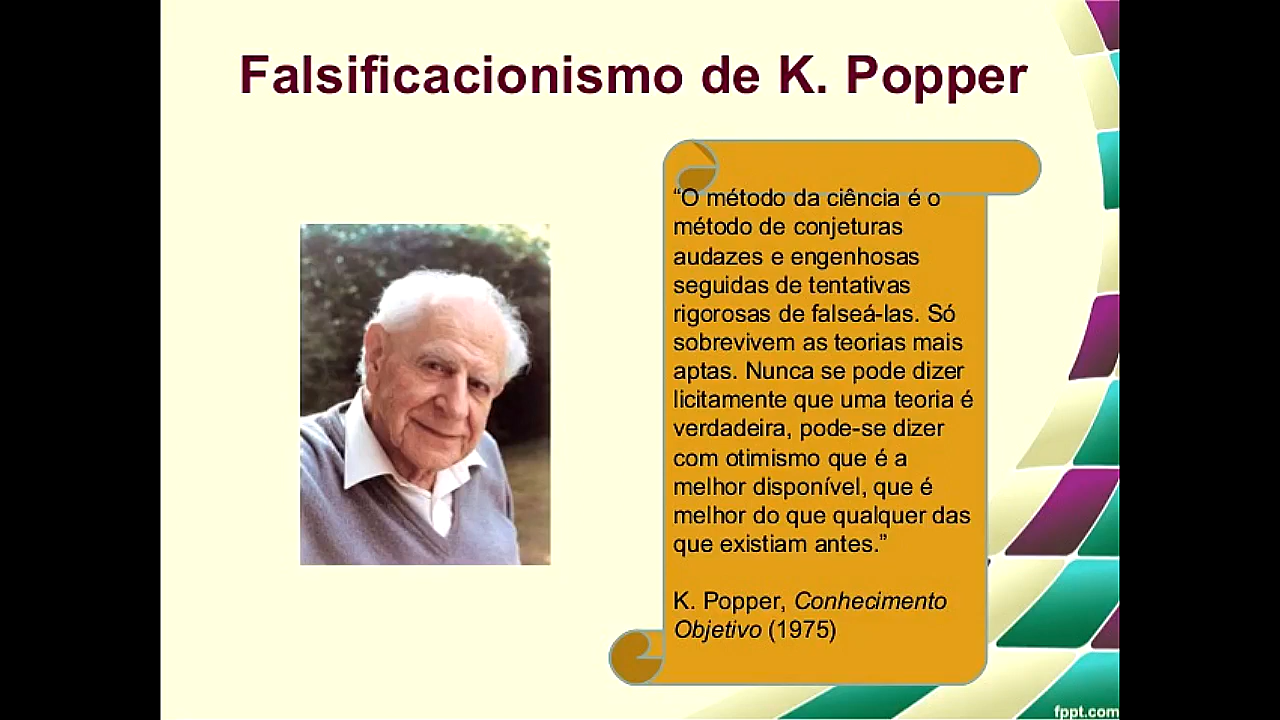 Falsificacionismo de K. Popper
“O método da ciência é o
método de conjeturas
audazes e engenhosas
seguidas de tentativas
rigorosas de falseá-las. Só
sobrevivem as teorias mais
aptas. Nunca se pode dizer
licitamente que uma teoria é
verdadeira, pode-se dizer
com otimismo que é a
melhor disponível, que é
melhor do que qualquer das
que existiam antes.”
K. Popper, Conhecimento
Objetivo (1975)
fppt.com